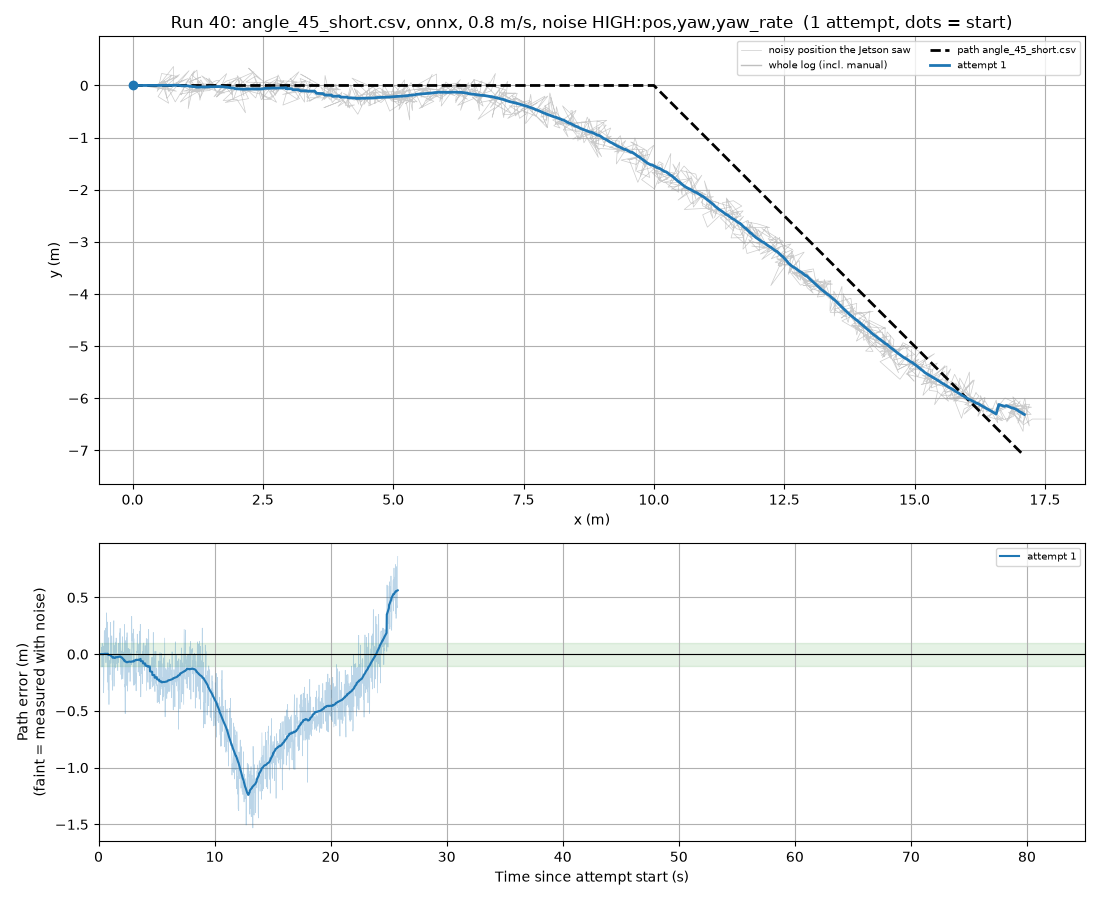 Run 40: angle_45_short.csv, onnx, 0.8 m/s, noise HIGH:pos,yaw,yaw_rate  (1 attempt, dots = start)
noisy position the Jetson saw
whole log (incl. manual)
path angle_45_short.csv
attempt 1
0
−1
−2
−3
−4
−5
−6
−7
y (m)
0.0 2.5 5.0 7.5 10.0 12.5 15.0 17.5
x (m)
attempt 1
0.5
0.0
−0.5
−1.0
−1.5
Path error (m)
(faint = measured with noise)
0 10 20 30 40 50 60 70 80
Time since attempt start (s)